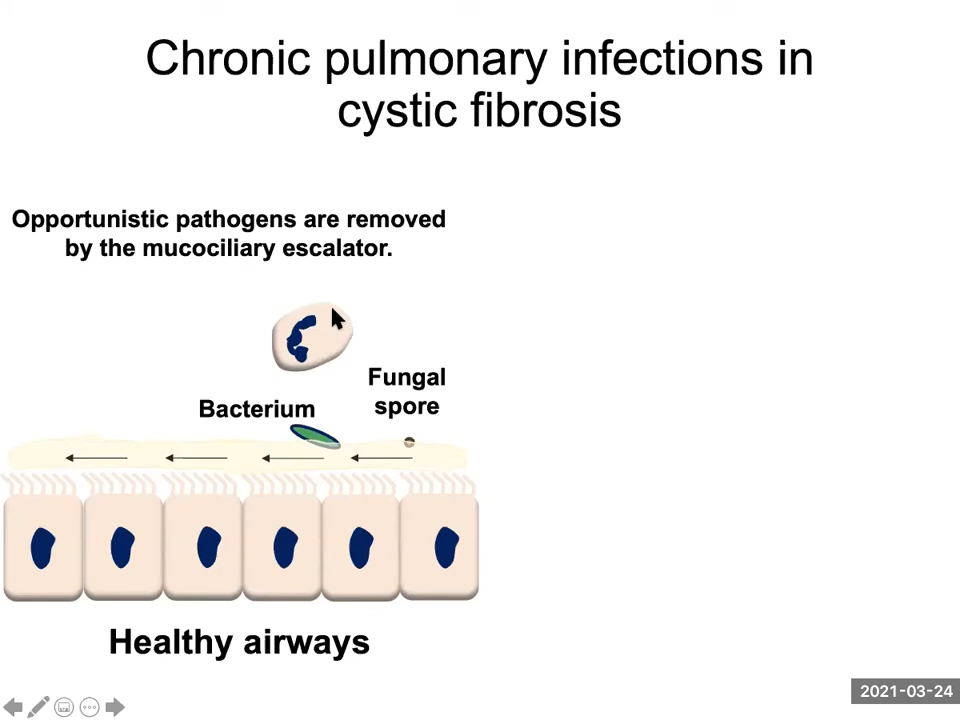 Chronic pulmonary infections in
cystic fibrosis
Opportunistic pathogens are removed
by the mucociliary escalator.
Fungal
spore
Bacterium
Healthy airways
2021-03-24